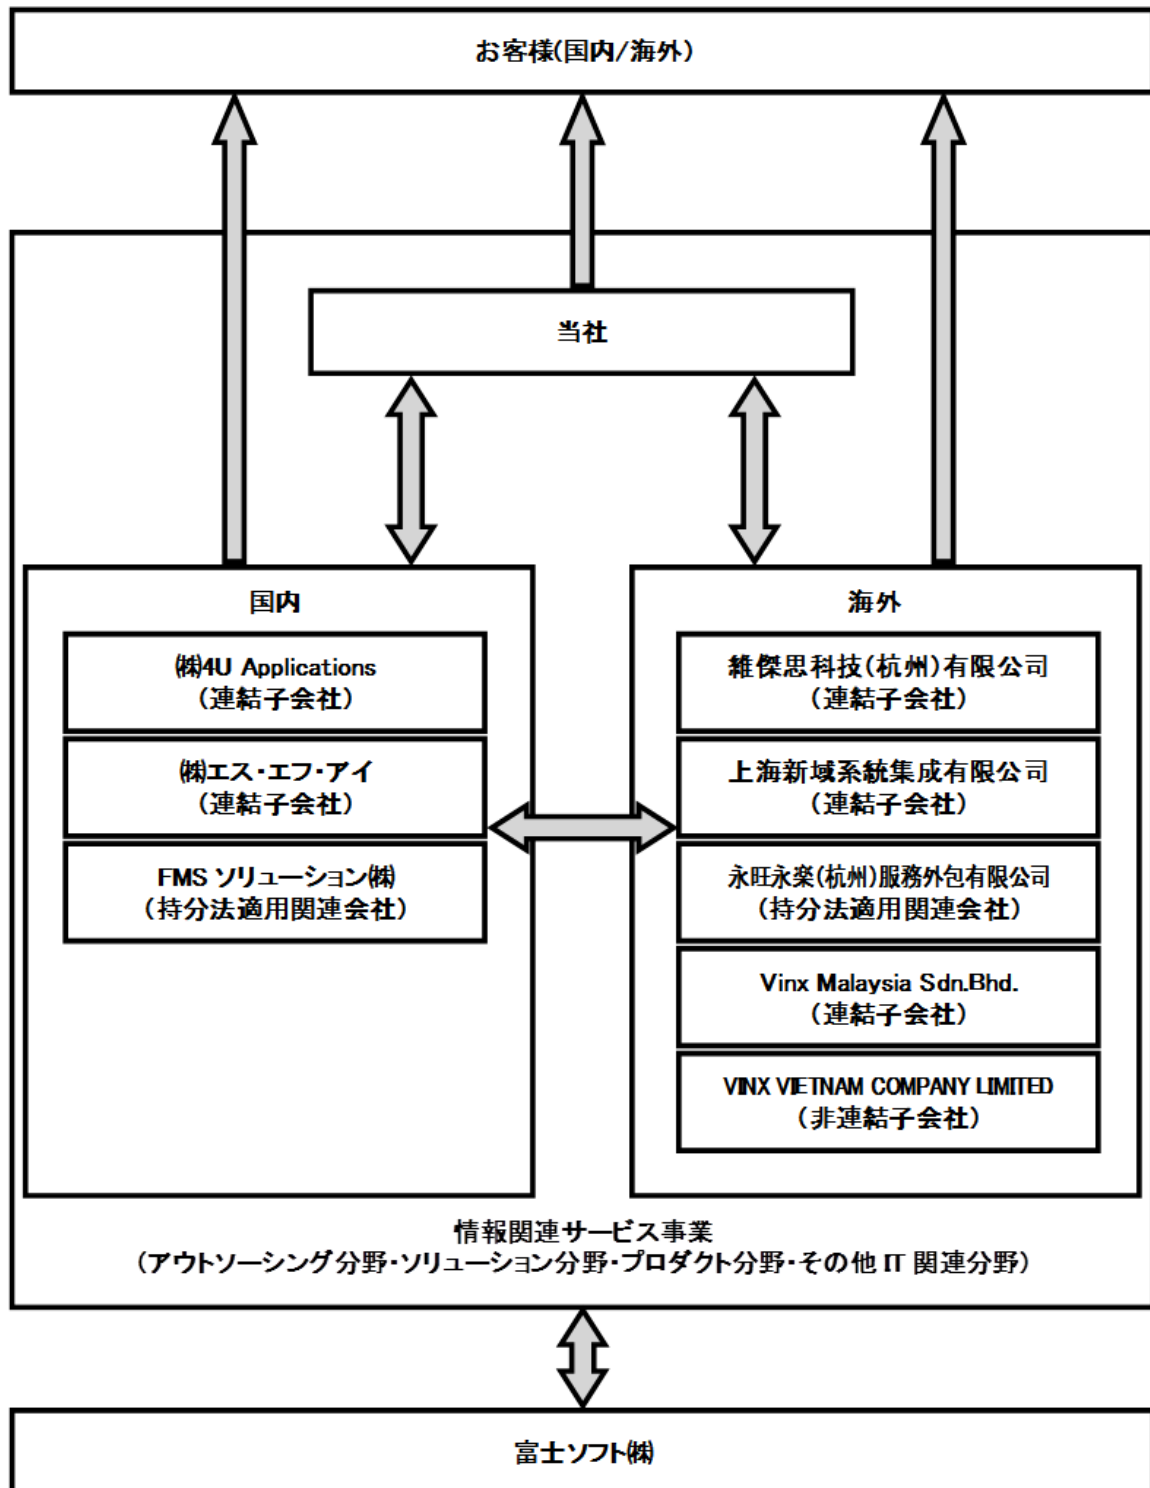 お客様(国内/海外)
当社
国内
㈱4U Applications
(連結子会社)
㈱エス・エフ・アイ
(連結子会社)
FMS ソリューション㈱
(持分法適用関連会社)
海外
維傑思科技(杭州)有限公司
(連結子会社)
上海新域系統集成有限公司
(連結子会社)
永旺永楽(杭州)服務外包有限公司
(持分法適用関連会社)
Vinx Malaysia Sdn.Bhd.
(連結子会社)
VINX VIETNAM COMPANY LIMITED
(非連結子会社)
情報関連サービス事業
(アウトソーシング分野・ソリューション分野・プロダクト分野・その他 IT 関連分野)
富士ソフト㈱